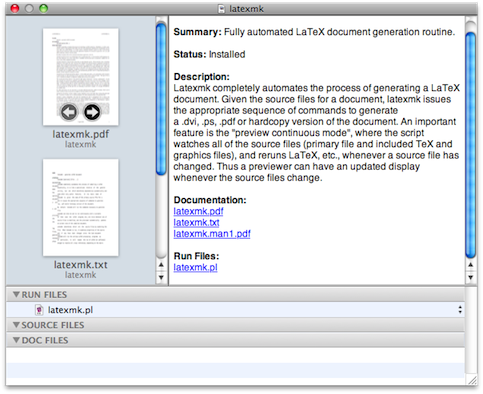 latexmk
latexmk.pdf
latexmk
latexmk.txt
latexmk
Summary: Fully automated LaTeX document generation routine.
Status: Installed
Description:
Latexmk completely automates the process of generating a LaTeX
document. Given the source files for a document, latexmk issues
the appropriate sequence of commands to generate
a .dvi, .ps, .pdf or hardcopy version of the document. An important
feature is the "preview continuous mode", where the script
watches all of the source files (primary file and included TeX and
graphics files), and reruns LaTeX, etc., whenever a source file has
changed. Thus a previewer can have an updated display
whenever the source files change.
Documentation:
latexmk.pdf
latexmk.txt
latexmk.man1.pdf
Run Files:
latexmk.pl
RUN FILES
latexmk.pl
SOURCE FILES
DOC FILES